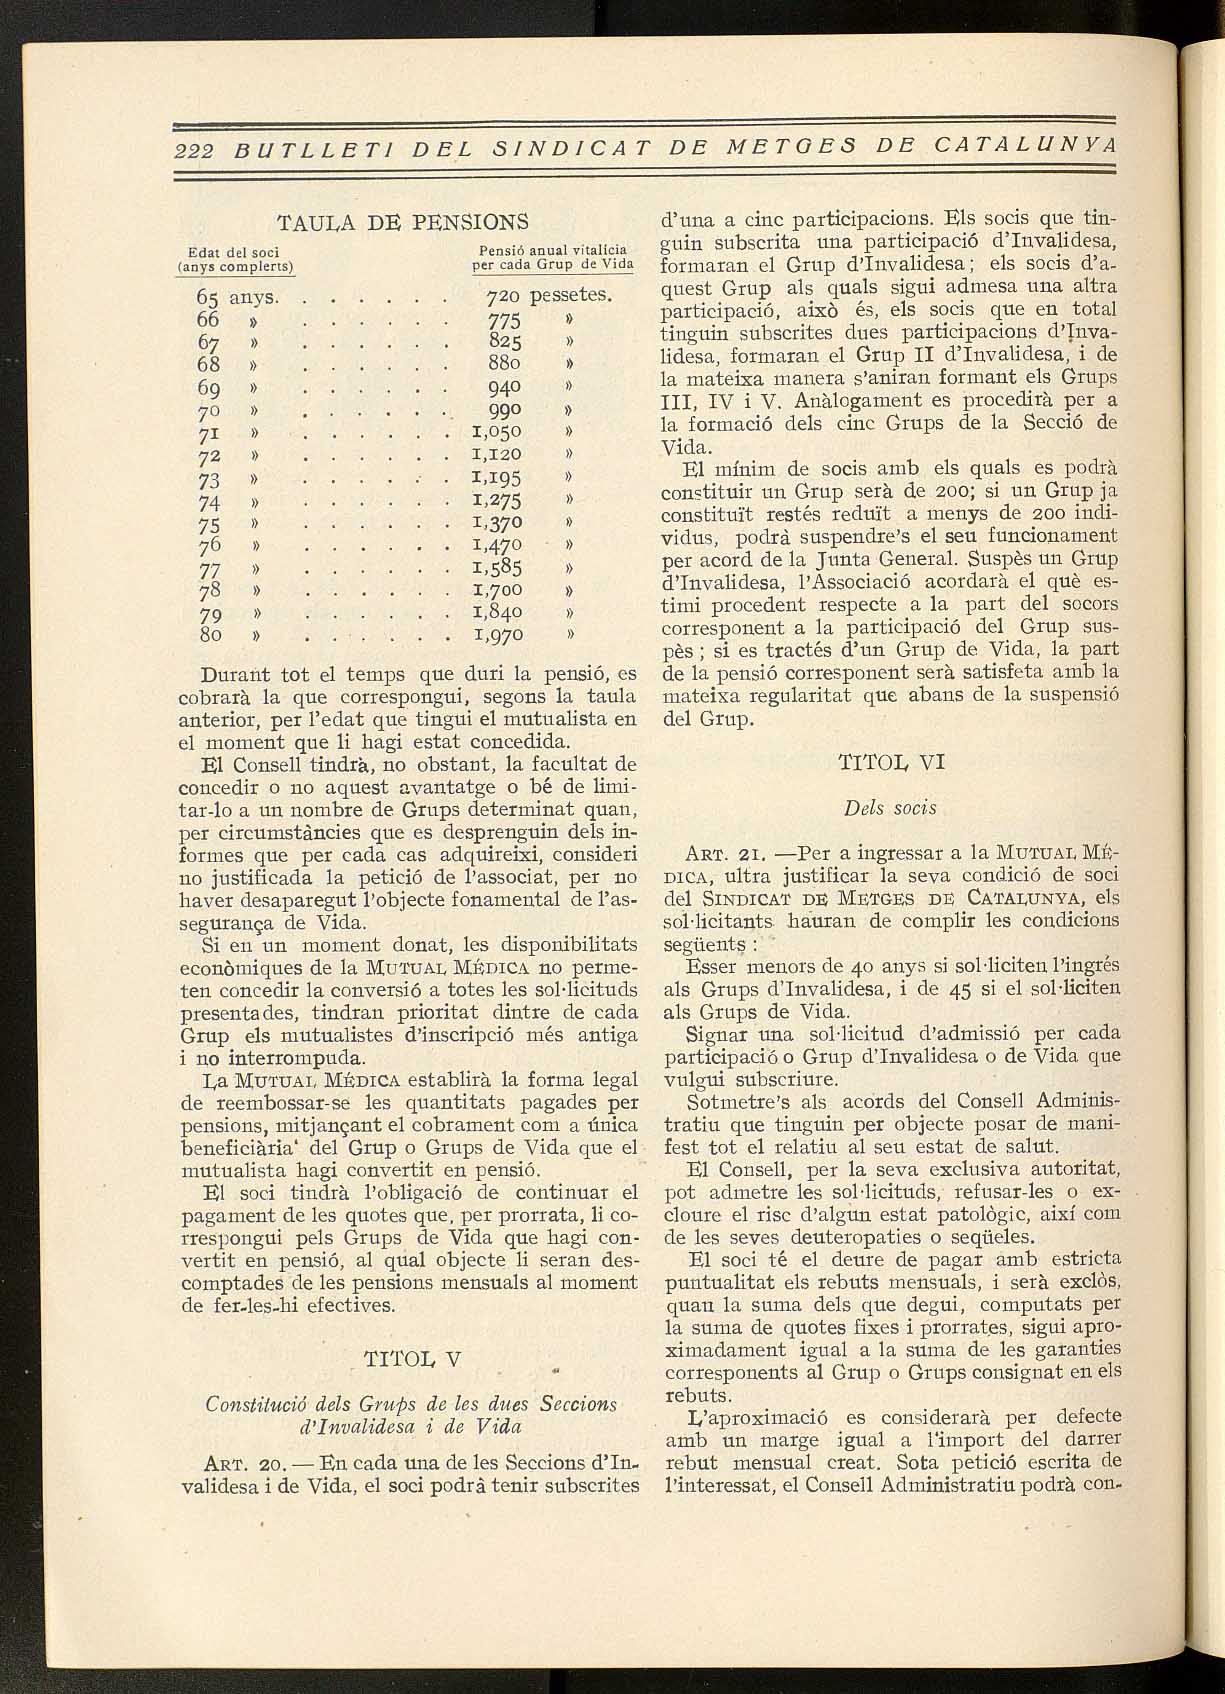 222 BUTLLETI DEL SINDICAT DE METGES DE CATALUNYA
TAULA DE PENSIONS
Edat del soci
(anys complerts)
Pensió anual vitalicia
per cada Grup de Vida
65 anys. . . . . . . 720 pessetes.
66 » . . . . . . 775 »
67 » . . . . . . 825 »
68 » . . . . . . 880 »
69 » . . . . . . 940 »
70 » . . . . . . 990 »
71 » . . . . . . 1,050 »
72 » . . . . . . 1,120 »
73 » . . . . . . 1,195 »
74 » . . . . . . 1,275 »
75 » . . . . . . 1,370 »
76 » . . . . . . 1,470 »
77 » . . . . . . 1,585 »
78 » . . . . . . 1,700 »
79 » . . . . . . 1,840 »
80 » . . . . . . 1,970 »
Durant tot el temps que duri la pensió, es
cobrarà la que correspongui, segons la taula
anterior, per l'edat que tingui el mutualista en
el moment que li hagi estat concedida.
El Consell tindrà, no obstant, la facultat de
concedir o no aquest avantatge o bé de limi-
tar-lo a un nombre de Grups determinat quan,
per circumstàncies que es desprenguin dels in-
formes que per cada cas adquireixi, consideri
no justificada la petició de l'associat, per no
haver desaparegut l'objecte fonamental de l'as-
segurança de Vida.
Si en un moment donat, les disponibilitats
econòmiques de la MUTUAL MÉDICA no perme-
ten concedir la conversió a totes les sol·licituds
presentades, tindran prioritat dintre de cada
Grup els mutualistes d'inscripció més antiga
i no interrompuda.
La MUTUAL MÉDICA establirà la forma legal
de reembossar-se les quantitats pagades per
pensions, mitjançant el cobrament com a única
beneficiària' del Grup o Grups de Vida que el
mutualista hagi convertit en pensió.
El soci tindrà l'obligació de continuar el
pagament de les quotes que, per prorrata, li co-
rrespongui pels Grups de Vida que hagi con-
vertit en pensió, al qual objecte li seran des-
comptades de les pensions mensuals al moment
de fer-les-hi efectives.
TITOL V
Constitució dels Grups de les dues Seccions
d'Invalidesa i de Vida
ART. 20. — En cada una de les Seccions d'In-
validesa i de Vida, el soci podrà tenir subscrites
d'una a cinc participacions. Els socis que tin-
guin subscrita una participació d'Invalidesa,
formaran el Grup d'Invalidesa; els socis d'a-
quest Grup als quals sigui admesa una altra
participació, això és, els socis que en total
tinguin subscrites dues participacions d'Inva-
lidesa, formaran el Grup II d'Invalidesa, i de
la mateixa manera s'aniran formant els Grups
III, IV i V. Anàlogament es procedirà per a
la formació dels cinc Grups de la Secció de
Vida.
El mínim de socis amb els quals es podrà
constituir un Grup serà de 200; si un Grup ja
constituït restés reduït a menys de 200 indi-
vidus, podrà suspendre's el seu funcionament
per acord de la Junta General. Suspès un Grup
d'Invalidesa, l'Associació acordarà el què es-
timi procedent respecte a la part del socors
corresponent a la participació del Grup sus-
pès; si es tractés d'un Grup de Vida, la part
de la pensió corresponent serà satisfeta amb la
mateixa regularitat que abans de la suspensió
del Grup.
TITOL VI
Dels socis
ART. 21. —Per a ingressar a la MUTUAL MÉ-
DICA, ultra justificar la seva condició de soci
del SINDICAT DE METGES DE CATALUNYA, els
sol·licitants hauran de complir les condicions
següents:
Esser menors de 40 anys si sol·liciten l'ingrés
als Grups d'Invalidesa, i de 45 si el sol·liciten
als Grups de Vida.
Signar una sol·licitud d'admissió per cada
participació o Grup d'Invalidesa o de Vida que
vulgui subscriure.
Sotmetre's als acords del Consell Adminis-
tratiu que tinguin per objecte posar de mani-
fest tot el relatiu al seu estat de salut.
El Consell, per la seva exclusiva autoritat,
pot admetre les sol·licituds, refusar-les o ex-
cloure el risc d'algun estat patològic, així com
de les seves deuteropaties o seqüeles.
El soci té el deure de pagar amb estricta
puntualitat els rebuts mensuals, i serà exclòs,
quan la suma dels que degui, computats per
la suma de quotes fixes i prorrates, sigui apro-
ximadament igual a la suma de les garanties
corresponents al Grup o Grups consignat en els
rebuts.
L'aproximació es considerarà per defecte
amb un marge igual a l'import del darrer
rebut mensual creat. Sota petició escrita de
l'interessat, el Consell Administratiu podrà con-